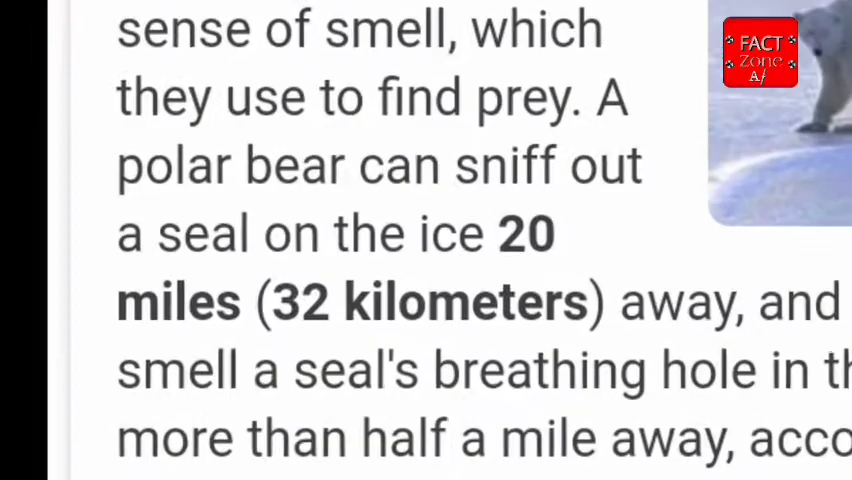 sense of smell, which
they use to find prey. A
polar bear can sniff out
a seal on the ice 20
miles (32 kilometers) away, and
smell a seal's breathing hole in
more than half a mile away,
FACT
Zone
A/